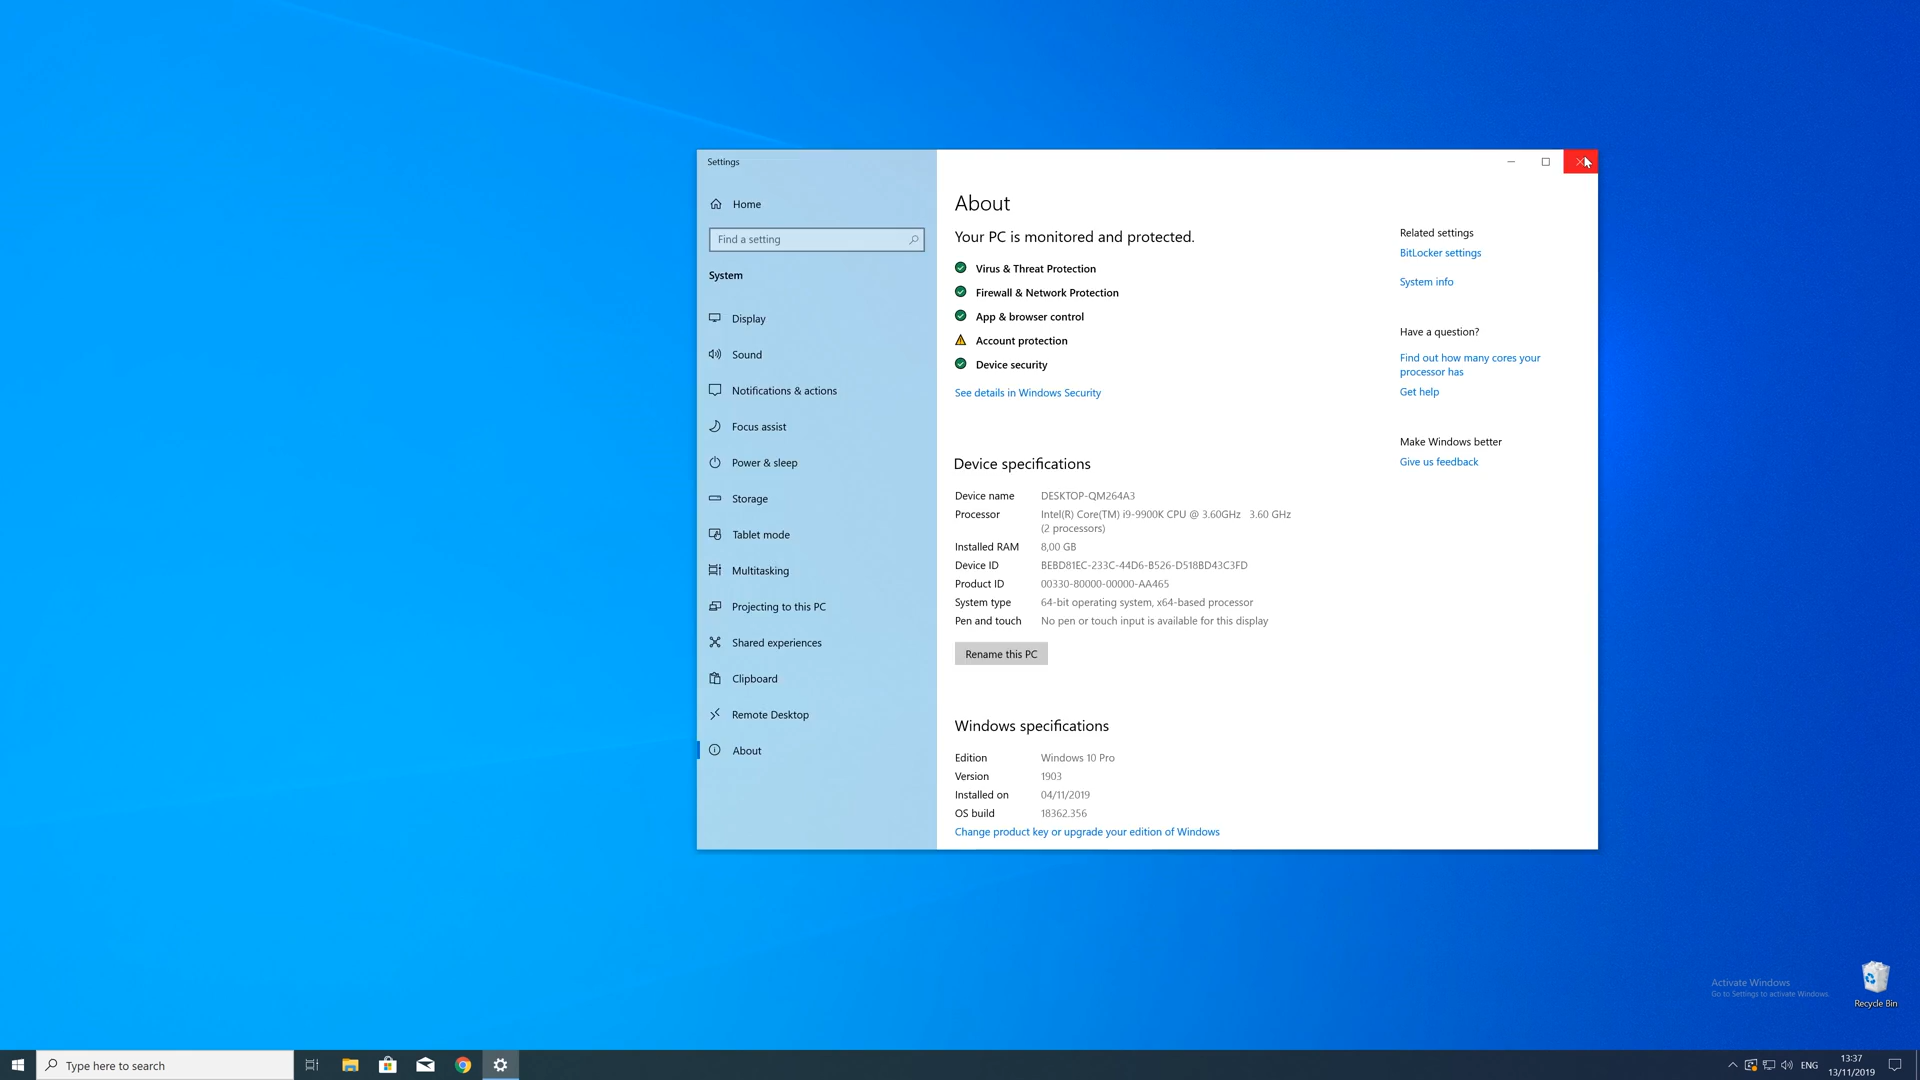 Settings
Home
Find a setting
System
Display
Sound
Notifications & actions
Focus assist
Power & sleep
Storage
Tablet mode
Multitasking
Projecting to this PC
Shared experiences
Clipboard
Remote Desktop
About
About
Your PC is monitored and protected.
Virus & Threat Protection
Firewall & Network Protection
App & browser control
Account protection
Device security
See details in Windows Security
Device specifications
Device name DESKTOP-QM264A3
Processor Intel(R) Core(TM) i9-9900K CPU @ 3.60GHz 3.60 GHz
(2 processors)
Installed RAM 8,00 GB
Device ID BEBD81EC-233C-44D6-B526-D518BD43C3FD
Product ID 00330-80000-00000-AA465
System type 64-bit operating system, x64-based processor
Pen and touch No pen or touch input is available for this display
Rename this PC
Windows specifications
Edition Windows 10 Pro
Version 1903
Installed on 04/11/2019
OS build 18362.356
Change product key or upgrade your edition of Windows
Related settings
BitLocker settings
System info
Have a question?
Find out how many cores your
processor has
Get help
Make Windows better
Give us feedback
Activate Windows
Go to Settings to activate Windows.
Recycle Bin
Type here to search
ENG
13:37
13/11/2019